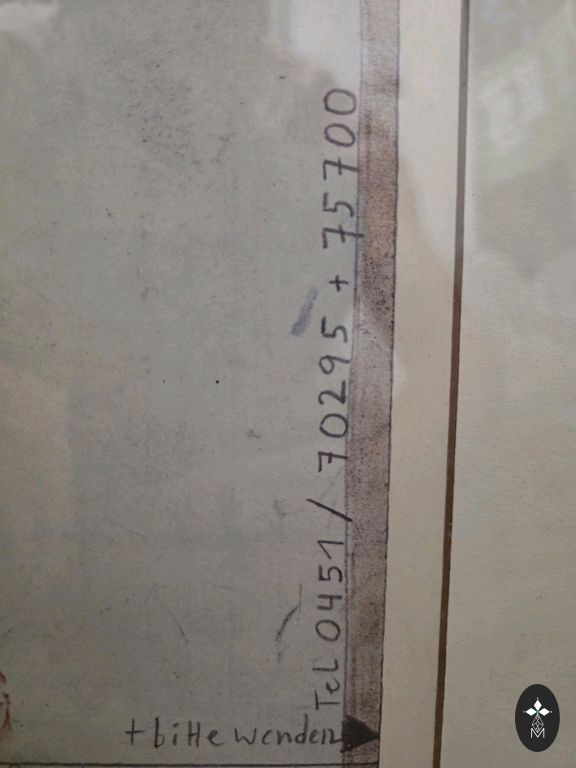 Tel 0451 / 70295 + 75700
+ bitte wenden